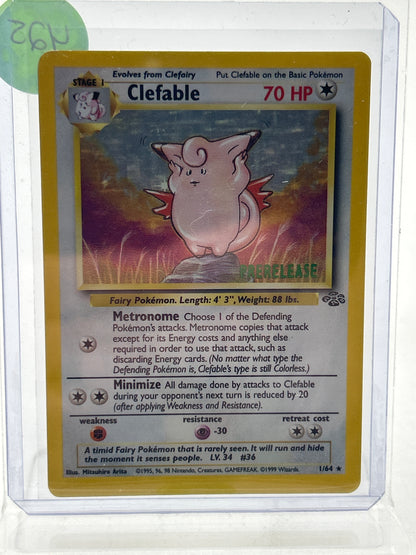 Evolves from Clefairy Put Clefable on the Basic Pokémon
STAGE 1 Clefable 70 HP
PRERELEASE
Fairy Pokémon. Length: 4' 3", Weight: 88 lbs.
Metronome Choose 1 of the Defending
Pokémon's attacks. Metronome copies that attack
except for its Energy costs and anything else
required in order to use that attack, such as
discarding Energy cards. (No matter what type the
Defending Pokémon is, Clefable's type is still Colorless.)
Minimize All damage done by attacks to Clefable
during your opponent's next turn is reduced by 20
(after applying Weakness and Resistance).
weakness resistance retreat cost
-30
A timid Fairy Pokémon that is rarely seen. It will run and hide
the moment it senses people. LV. 34 #36
Illus. Mitsuhiro Arita ©1995, 96, 98 Nintendo, Creatures, GAMEFREAK. ©1999 Wizards. 1/64 ★